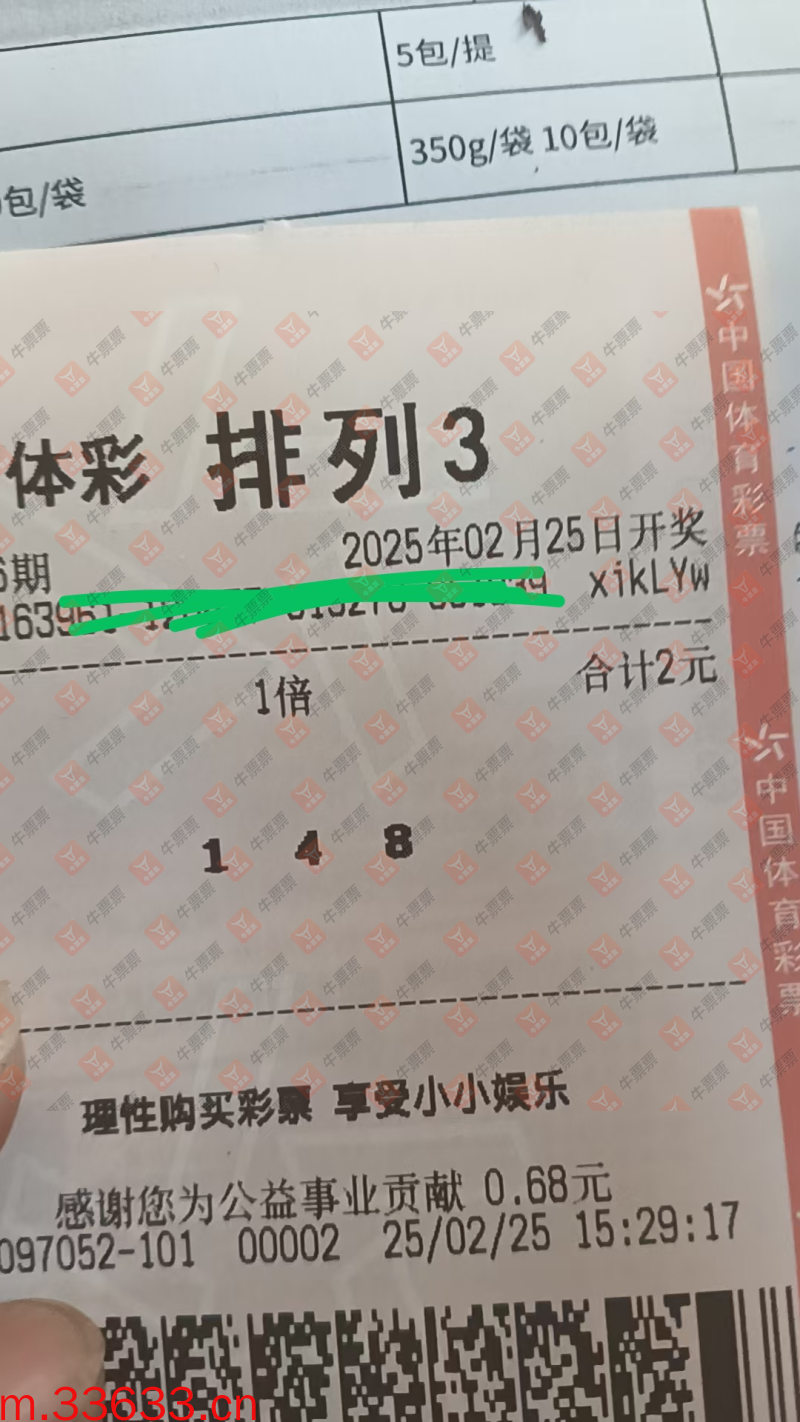 5包/提
350g/袋 10包/袋
包/袋
中国体育彩票
体彩 排列3
6期 2025年02月25日开奖
xikLYw
1倍 合计2元
1 4 8
中国体育彩票
理性购买彩票 享受小小娱乐
感谢您为公益事业贡献 0.68元
097052-101 00002 25/02/25 15:29:17
牛票票
m.33633.cn